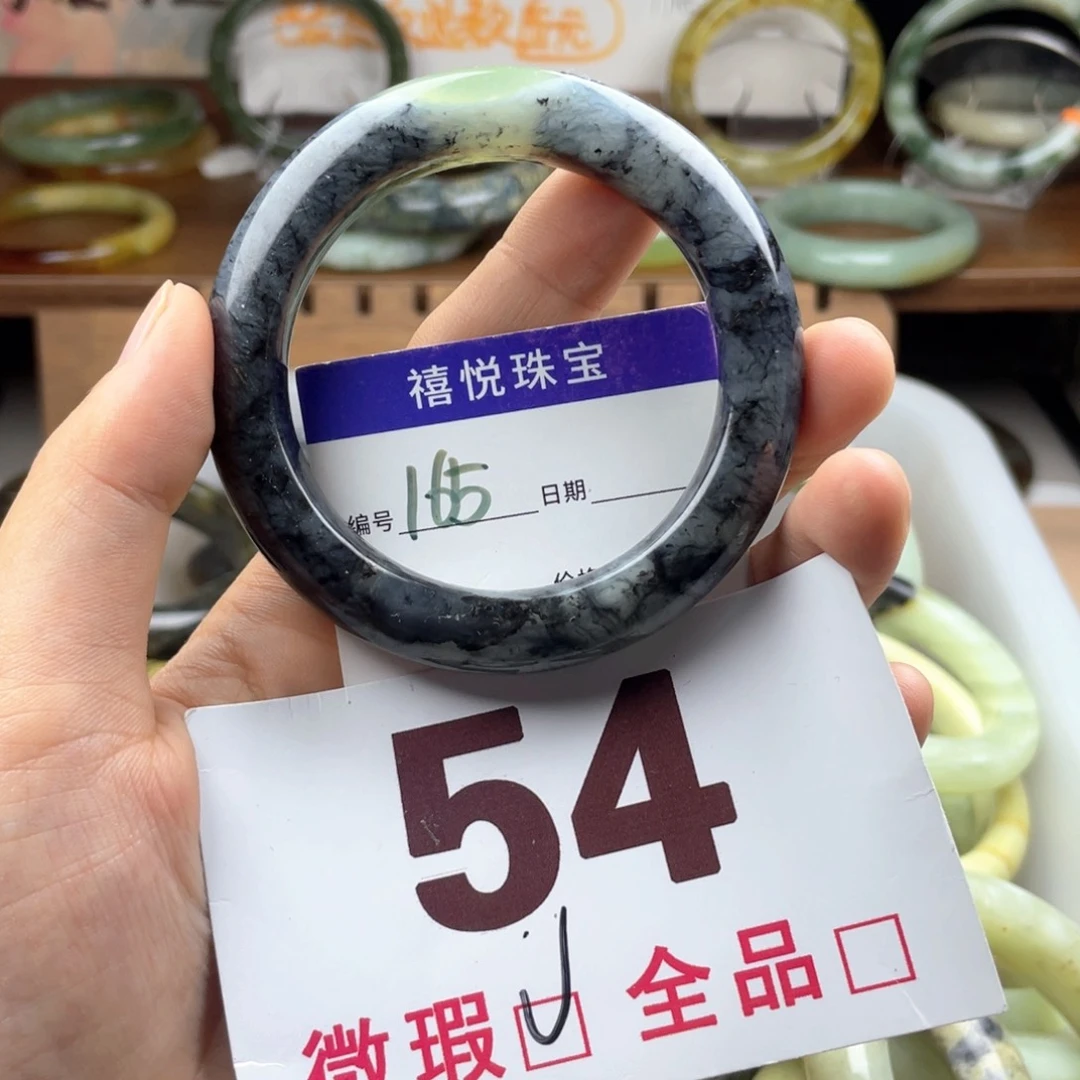 禧悦珠宝
编号 165 日期
54
微瑕 全品